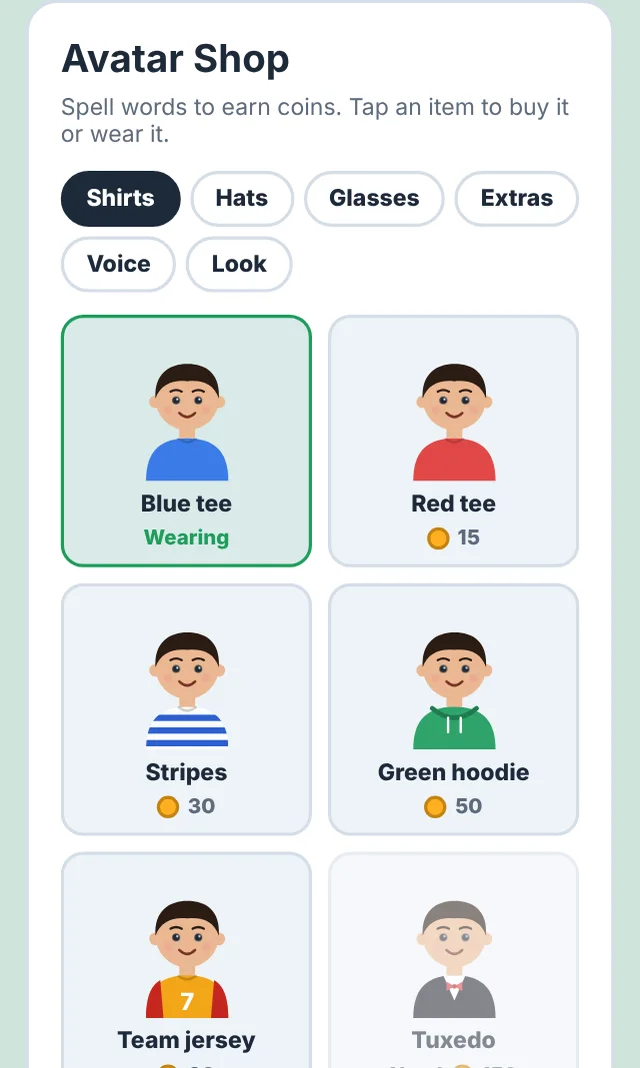 Avatar Shop
Spell words to earn coins. Tap an item to buy it
or wear it.
Shirts Hats Glasses Extras
Voice Look
Blue tee Red tee
Wearing 15
Stripes Green hoodie
30 50
7
Team jersey Tuxedo